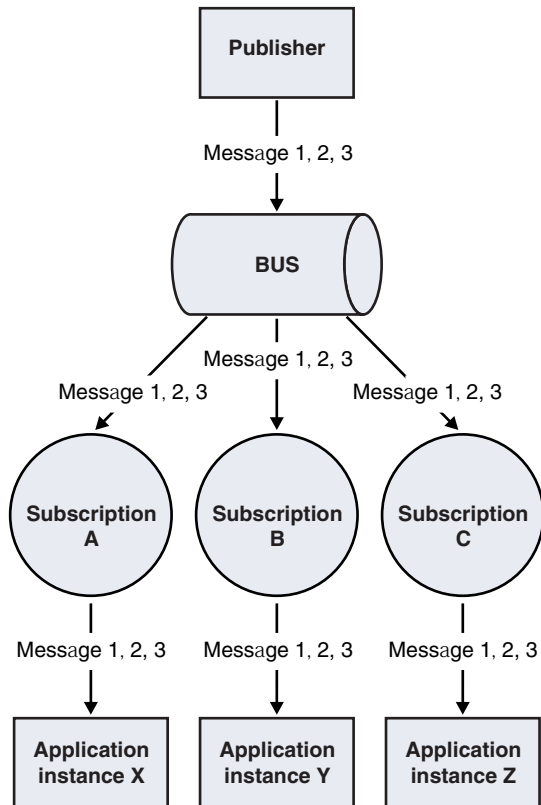 Publisher
Message 1, 2, 3
BUS
Message 1, 2, 3
Message 1, 2, 3
Message 1, 2, 3
Subscription
A
Subscription
B
Subscription
C
Message 1, 2, 3
Message 1, 2, 3
Message 1, 2, 3
Application
instance X
Application
instance Y
Application
instance Z